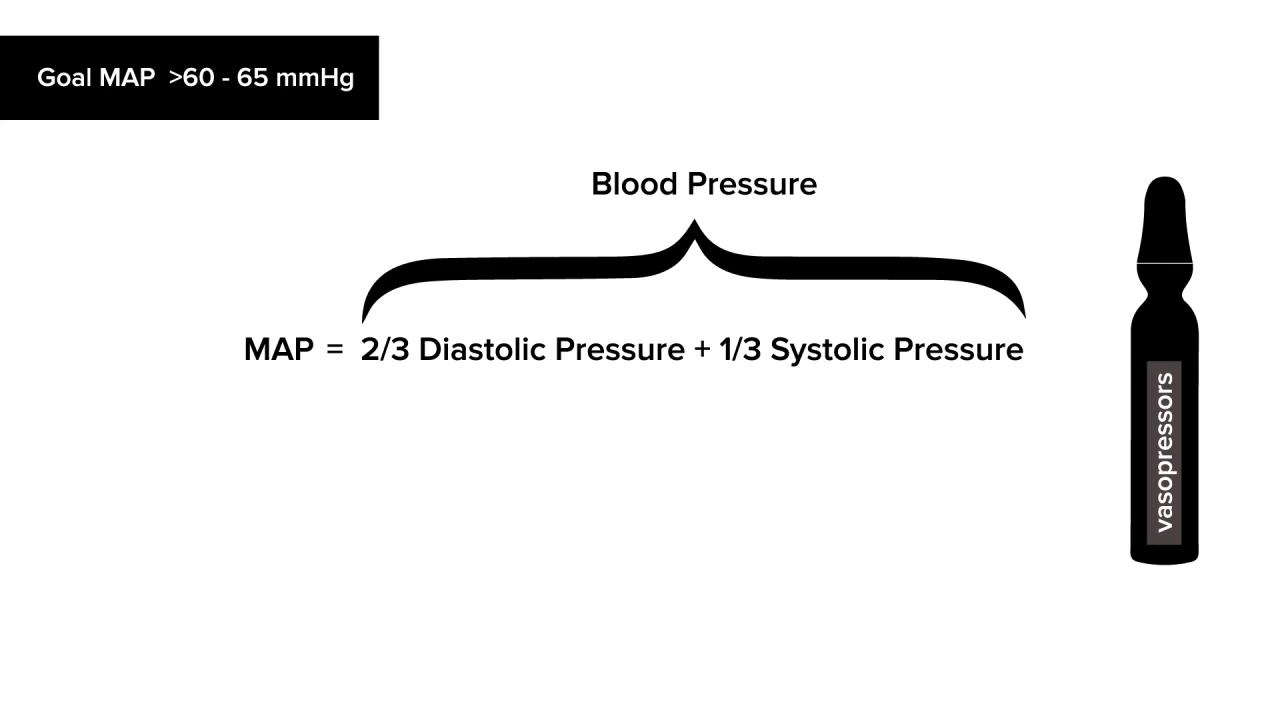 Goal MAP >60 - 65 mmHg
Blood Pressure
MAP = 2/3 Diastolic Pressure + 1/3 Systolic Pressure
vasopressors